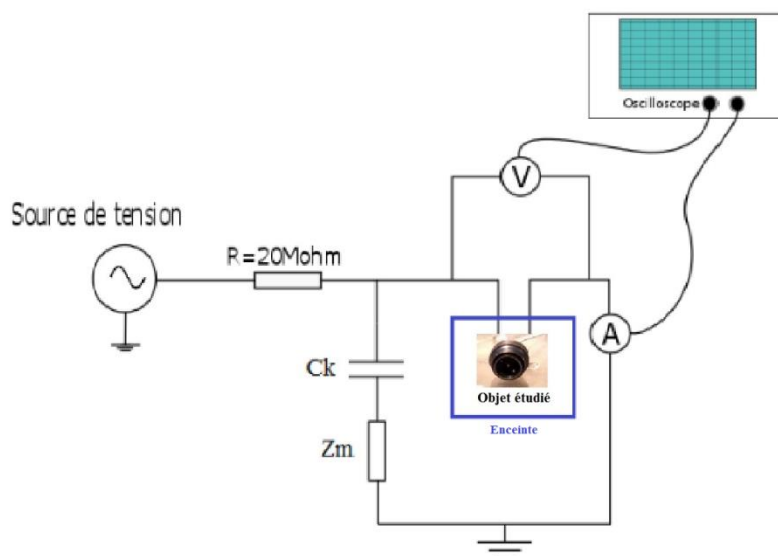 Oscilloscope
V
Source de tension
R=20Mohm
A
Ck
Objet étudié
Enceinte
Zm